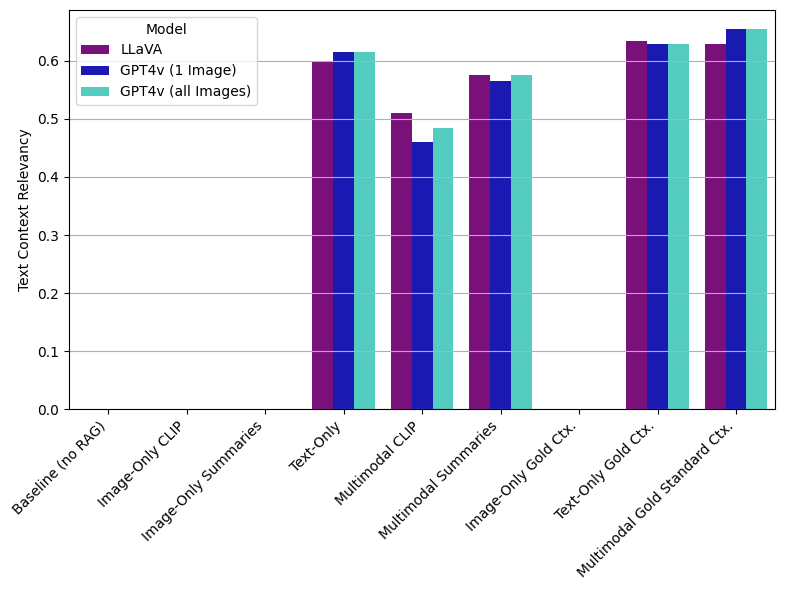 Model
LLaVA
GPT4v (1 Image)
GPT4v (all Images)
Text Context Relevancy
0.6
0.5
0.4
0.3
0.2
0.1
0.0
Baseline (no RAG)
Image-Only CLIP
Image-Only Summaries
Text-Only
Multimodal CLIP
Multimodal Summaries
Image-Only Gold Ctx.
Text-Only Gold Ctx.
Multimodal Gold Standard Ctx.